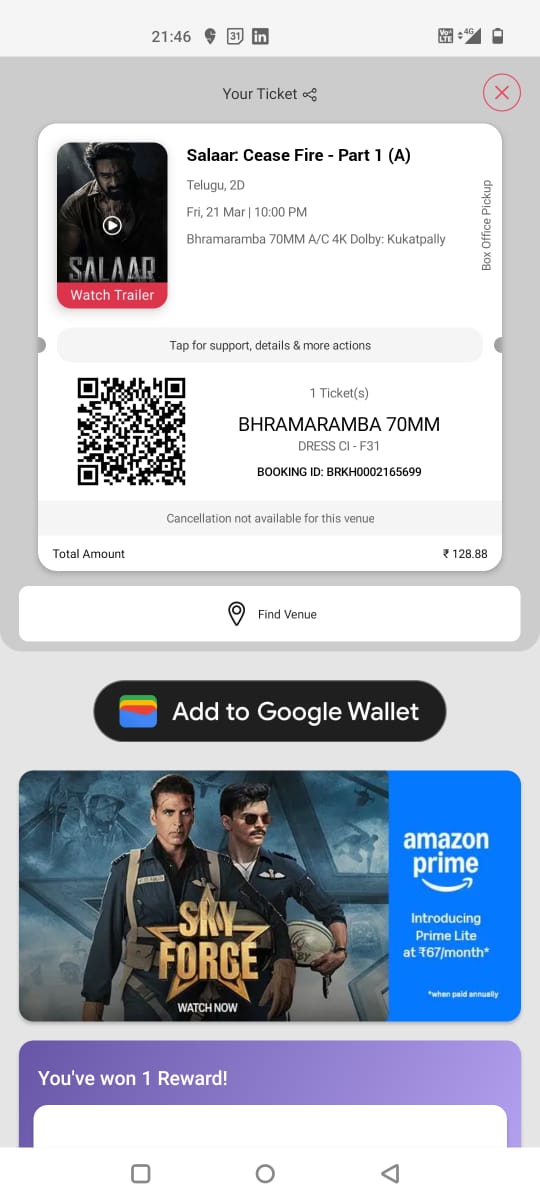 21:46
31
in
Vo
LTE
4G
Your Ticket
Salaar: Cease Fire - Part 1 (A)
Telugu, 2D
Fri, 21 Mar | 10:00 PM
Bhramaramba 70MM A/C 4K Dolby: Kukatpally
Box Office Pickup
SALAAR
Watch Trailer
Tap for support, details & more actions
1 Ticket(s)
BHRAMARAMBA 70MM
DRESS CI - F31
BOOKING ID: BRKH0002165699
Cancellation not available for this venue
Total Amount
₹ 128.88
Find Venue
Add to Google Wallet
SKY
FORCE
WATCH NOW
amazon
prime
Introducing
Prime Lite
at ₹67/month*
*when paid annually
You've won 1 Reward!